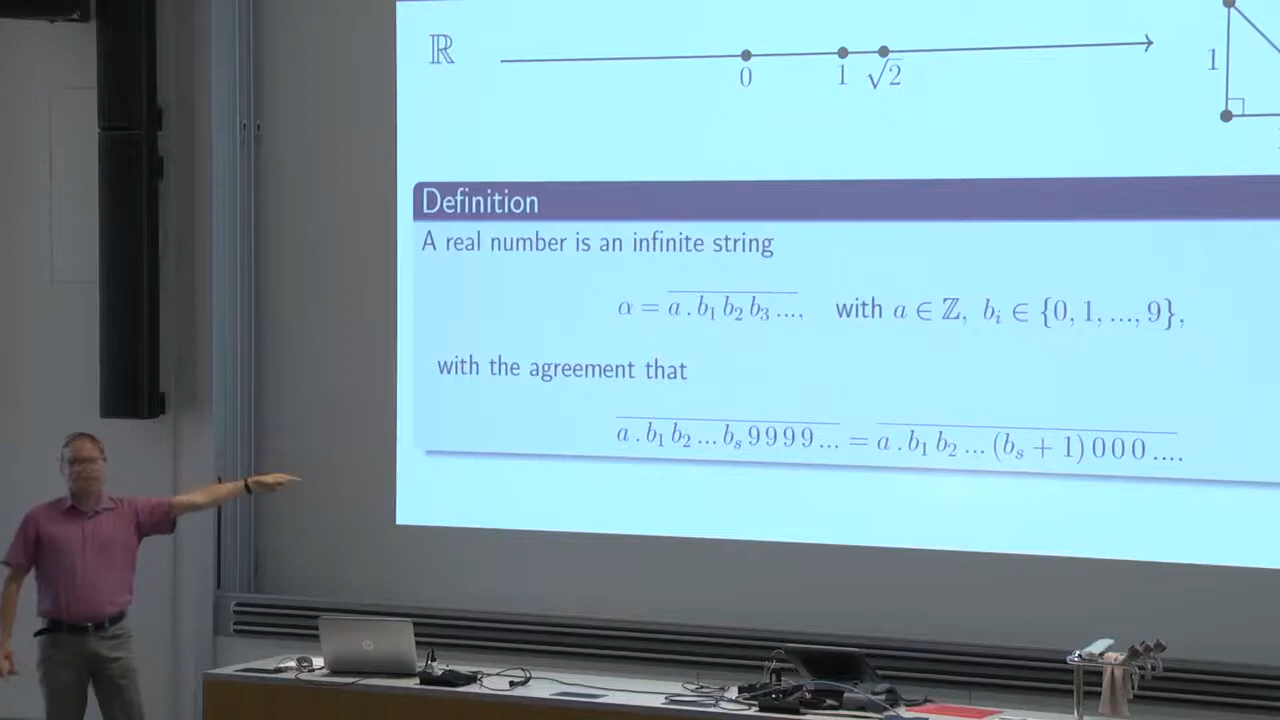 ℝ
0 1 √2
1
Definition
A real number is an infinite string
α = a . b₁ b₂ b₃ ..., with a ∈ ℤ, bᵢ ∈ {0, 1, ..., 9},
with the agreement that
a . b₁ b₂ ... bₛ 9 9 9 9 ... = a . b₁ b₂ ... (bₛ + 1) 0 0 0 ....
hp